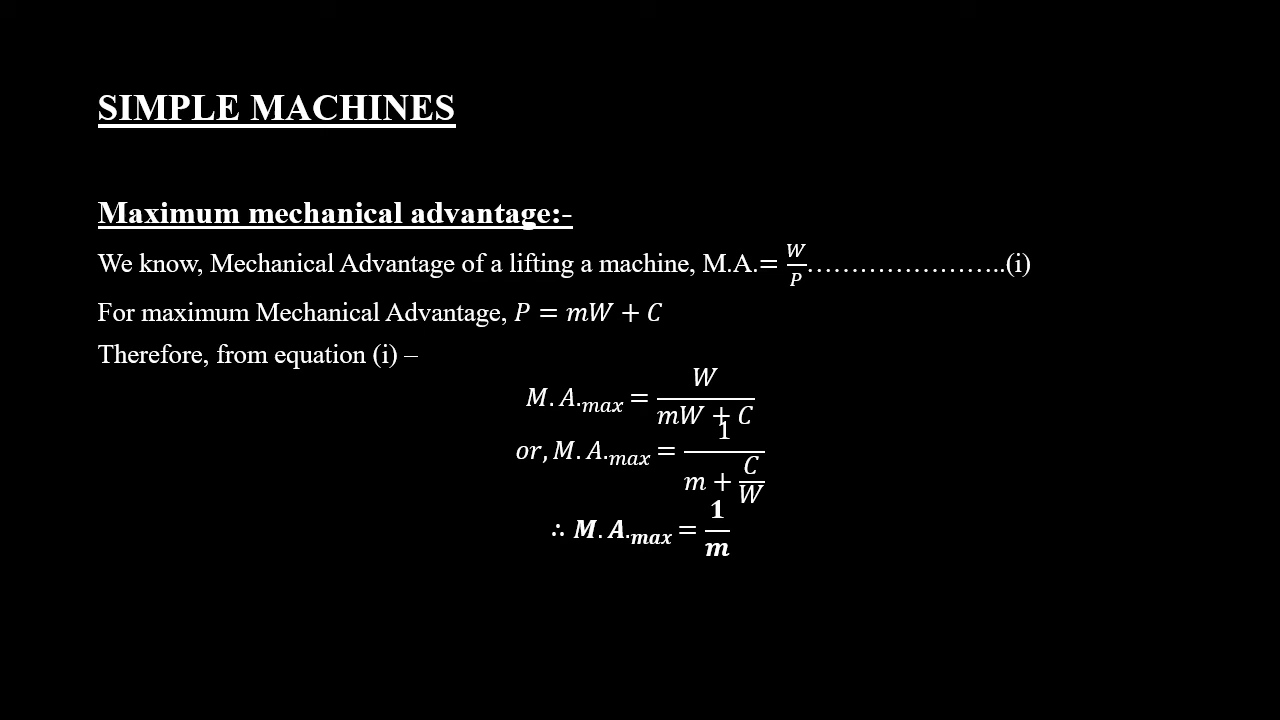 SIMPLE MACHINES
Maximum mechanical advantage:-
We know, Mechanical Advantage of a lifting a machine, M.A.= W/P……………………..(i)
For maximum Mechanical Advantage, P = mW + C
Therefore, from equation (i) –
M. A.max = W/(mW + C)
or, M. A.max = 1/(m + C/W)
∴ M. A.max = 1/m